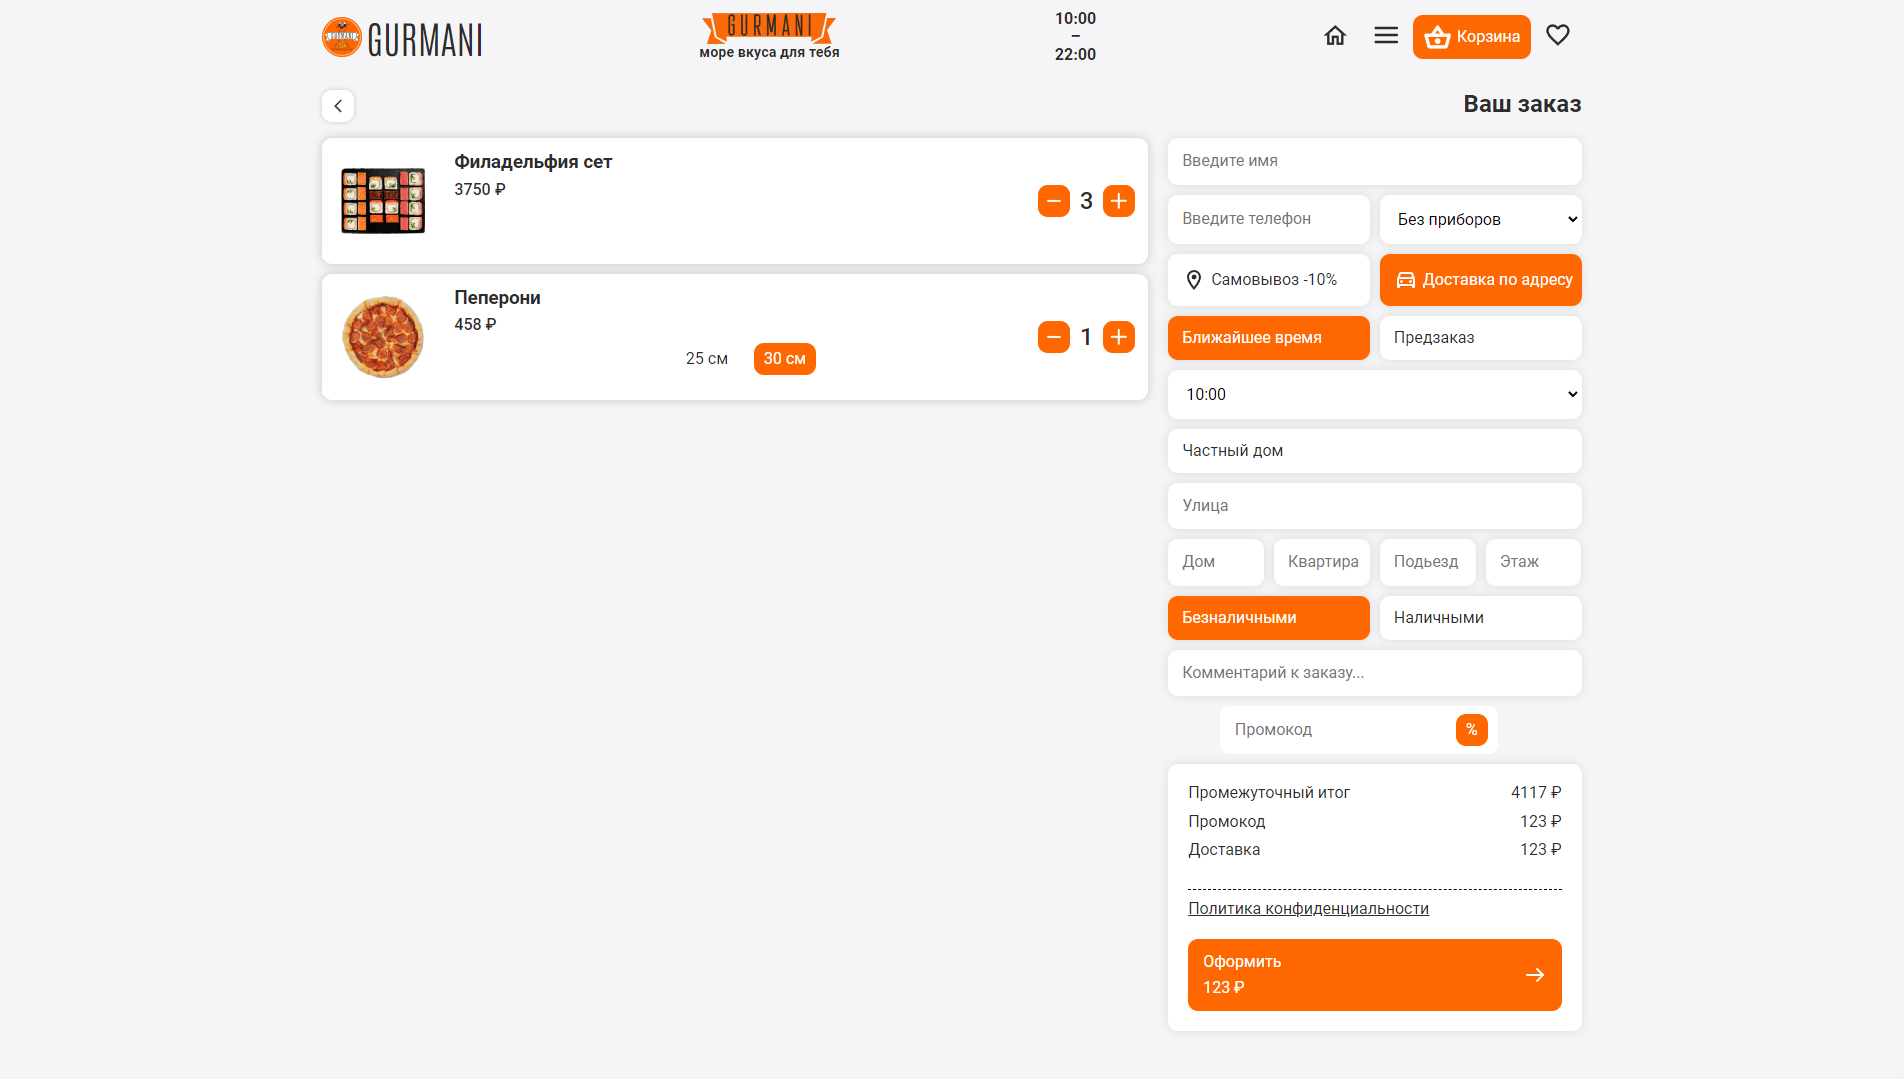 GURMANI
GURMANI
море вкуса для тебя
10:00
–
22:00
Корзина
Ваш заказ
Филадельфия сет
3750 ₽
3
Пеперони
458 ₽
25 см
30 см
1
Введите имя
Введите телефон
Без приборов
Самовывоз -10%
Доставка по адресу
Ближайшее время
Предзаказ
10:00
Частный дом
Улица
Дом
Квартира
Подьезд
Этаж
Безналичными
Наличными
Комментарий к заказу...
Промокод
%
Промежуточный итог
4117 ₽
Промокод
123 ₽
Доставка
123 ₽
Политика конфиденциальности
Оформить
123 ₽